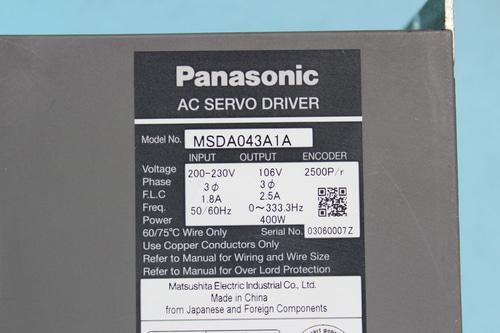 Panasonic
AC SERVO DRIVER
Model No. MSDA043A1A
INPUT OUTPUT ENCODER
Voltage 200-230V 106V 2500P/r
Phase 3ϕ 3ϕ
F.L.C 1.8A 2.5A
Freq. 50/60Hz 0~333.3Hz
Power 400W
60/75℃ Wire Only Serial No. 03060007Z
Use Copper Conductors Only
Refer to Manual for Wiring and Wire Size
Refer to Manual for Over Lord Protection
Matsushita Electric Industrial Co., Ltd.
Made in China
from Japanese and Foreign Components